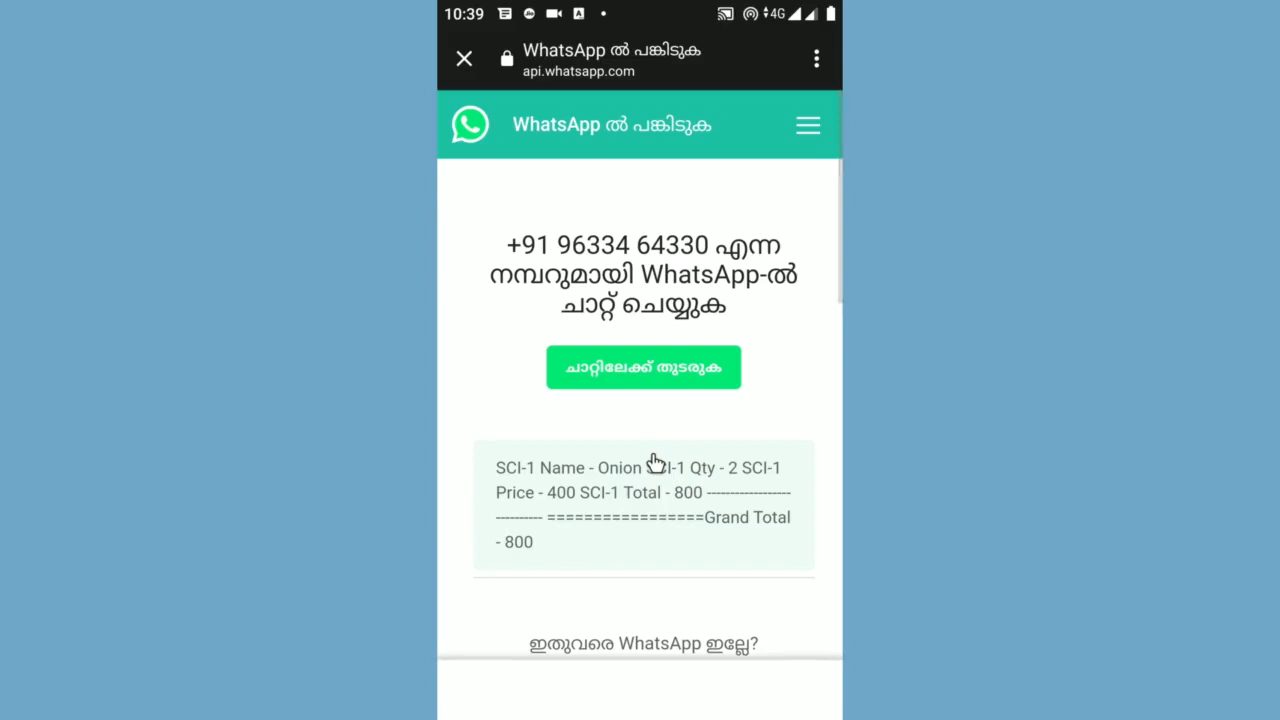 10:39
4G
WhatsApp ൽ പങ്കിടുക
api.whatsapp.com
WhatsApp ൽ പങ്കിടുക
+91 96334 64330 എന്ന
നമ്പറുമായി WhatsApp-ൽ
ചാറ്റ് ചെയ്യുക
ചാറ്റിലേക്ക് തുടരുക
SCI-1 Name - Onion SCI-1 Qty - 2 SCI-1
Price - 400 SCI-1 Total - 800 ------------------
---------- =================Grand Total
- 800
ഇതുവരെ WhatsApp ഇല്ലേ?